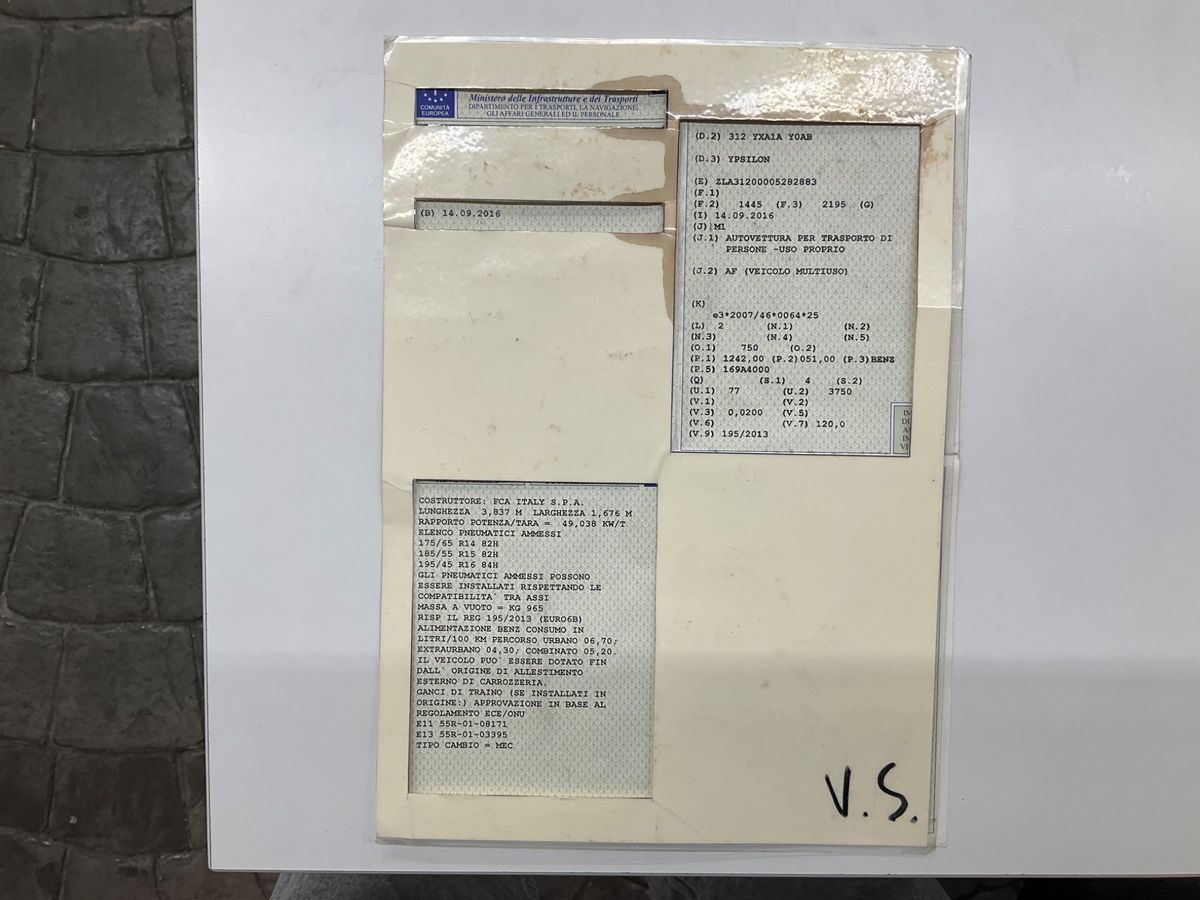 COMUNITÀ
EUROPEA
Ministero delle Infrastrutture e dei Trasporti
DIPARTIMENTO PER I TRASPORTI, LA NAVIGAZIONE,
GLI AFFARI GENERALI ED IL PERSONALE
(B) 14.09.2016
(D.2) 312 YXA1A Y0AB
(D.3) YPSILON
(E) ZLA31200005282883
(F.1)
(F.2) 1445 (F.3) 2195 (G)
(I) 14.09.2016
(J) M1
(J.1) AUTOVETTURA PER TRASPORTO DI
PERSONE -USO PROPRIO
(J.2) AF (VEICOLO MULTIUSO)
(K)
e3*2007/46*0064*25
(L) 2 (N.1) (N.2)
(N.3) (N.4) (N.5)
(O.1) 750 (O.2)
(P.1) 1242,00 (P.2)051,00 (P.3)BENZ
(P.5) 169A4000
(Q) (S.1) 4 (S.2)
(U.1) 77 (U.2) 3750
(V.1) (V.2)
(V.3) 0,0200 (V.5)
(V.6) (V.7) 120,0
(V.9) 195/2013
COSTRUTTORE: FCA ITALY S.P.A.
LUNGHEZZA 3,837 M LARGHEZZA 1,676 M
RAPPORTO POTENZA/TARA = 49,038 KW/T
ELENCO PNEUMATICI AMMESSI
175/65 R14 82H
185/55 R15 82H
195/45 R16 84H
GLI PNEUMATICI AMMESSI POSSONO
ESSERE INSTALLATI RISPETTANDO LE
COMPATIBILITA` TRA ASSI
MASSA A VUOTO = KG 965
RISP IL REG 195/2013 (EURO6B)
ALIMENTAZIONE BENZ CONSUMO IN
LITRI/100 KM PERCORSO URBANO 06,70;
EXTRAURBANO 04,30; COMBINATO 05,20.
IL VEICOLO PUO` ESSERE DOTATO FIN
DALL` ORIGINE DI ALLESTIMENTO
ESTERNO DI CARROZZERIA.
GANCI DI TRAINO (SE INSTALLATI IN
ORIGINE:) APPROVAZIONE IN BASE AL
REGOLAMENTO ECE/ONU
E11 55R-01-08171
E13 55R-01-03395
TIPO CAMBIO = MEC
V.S.